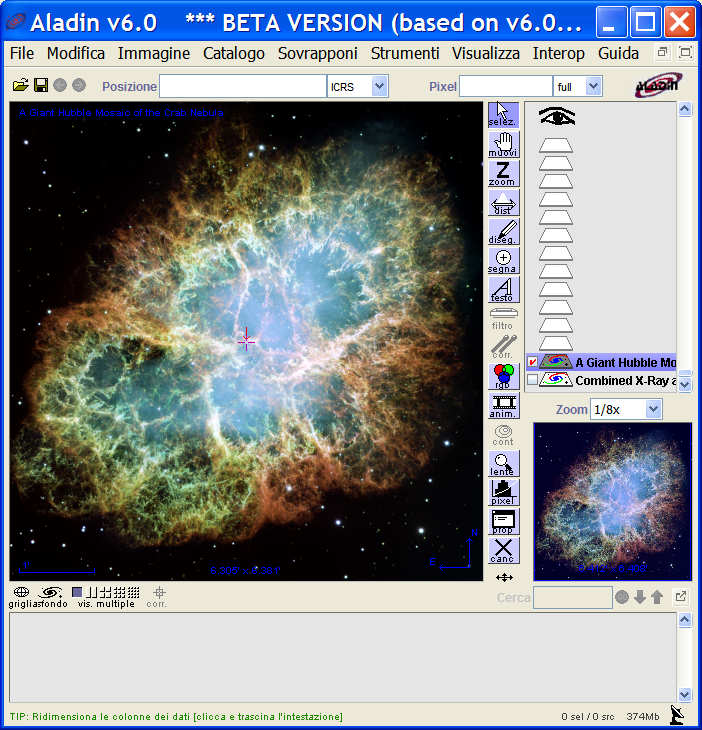 Aladin v6.0 *** BETA VERSION (based on v6.0...
File Modifica Immagine Catalogo Sovrapponi Strumenti Visualizza Interop Guida
Posizione ICRS Pixel full Aladin
A Giant Hubble Mosaic of the Crab Nebula
selez.
muovi
zoom
dist
diseg.
segna
testo
filtro
corr.
rgb
anim.
cont
lente
pixel
prop
canc
A Giant Hubble Mo
Combined X-Ray a
Zoom 1/8x
N
E
1'
griglia sfondo vis. multiple corr.
Cerca
TIP: Ridimensiona le colonne dei dati [clicca e trascina l'intestazione]
0 sel / 0 src 374Mb